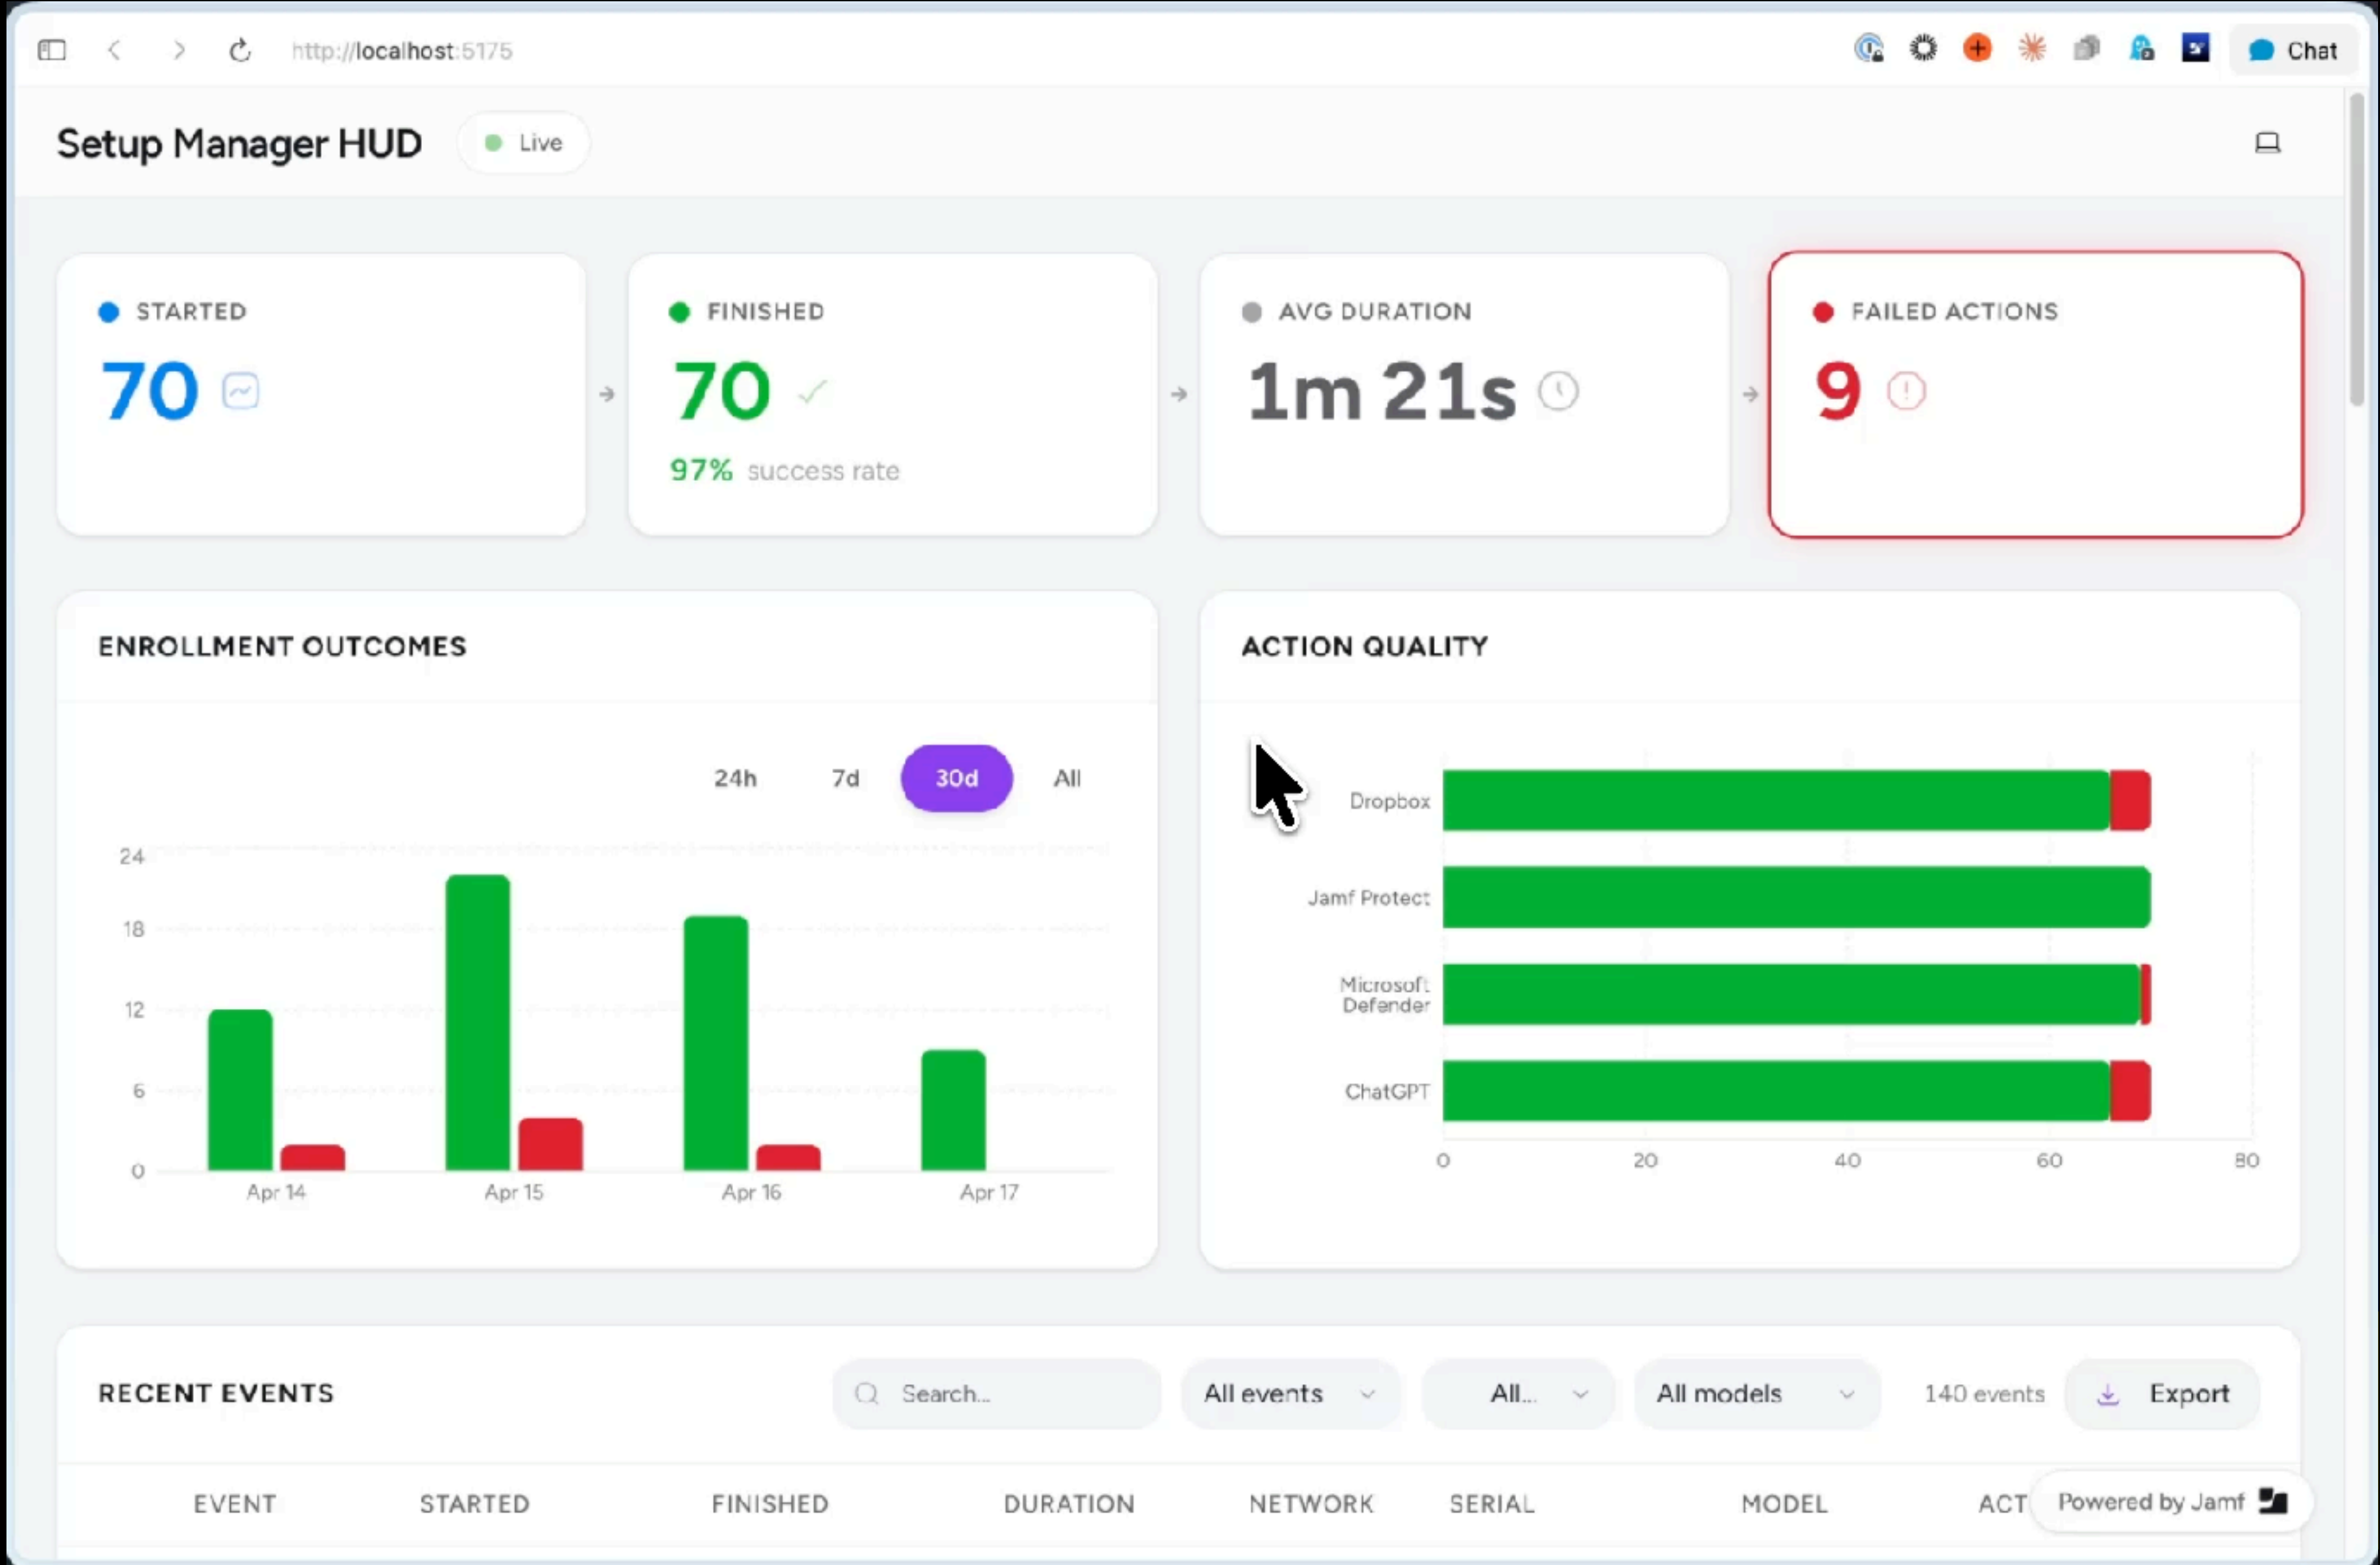 http://localhost:5175
Chat
Setup Manager HUD
Live
STARTED
70
FINISHED
70
97% success rate
AVG DURATION
1m 21s
FAILED ACTIONS
9
ENROLLMENT OUTCOMES
24h 7d 30d All
24
18
12
6
0
Apr 14 Apr 15 Apr 16 Apr 17
ACTION QUALITY
Dropbox
Jamf Protect
Microsoft
Defender
ChatGPT
0 20 40 60 80
RECENT EVENTS
Search...
All events
All...
All models
140 events
Export
EVENT STARTED FINISHED DURATION NETWORK SERIAL MODEL ACT
Powered by Jamf